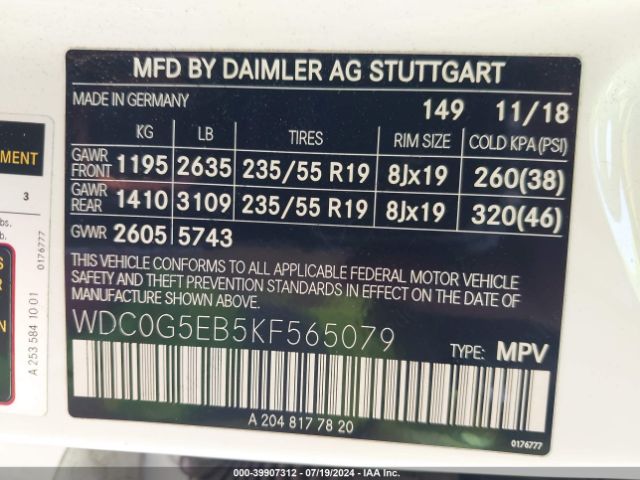 MFD BY DAIMLER AG STUTTGART
MADE IN GERMANY 149 11/18
KG LB TIRES RIM SIZE COLD KPA(PSI)
GAWR FRONT 1195 2635 235/55 R19 8Jx19 260(38)
GAWR REAR 1410 3109 235/55 R19 8Jx19 320(46)
GVWR 2605 5743
THIS VEHICLE CONFORMS TO ALL APPLICABLE FEDERAL MOTOR VEHICLE
SAFETY AND THEFT PREVENTION STANDARDS IN EFFECT ON THE DATE OF
MANUFACTURE SHOWN ABOVE.
WDC0G5EB5KF565079
TYPE: MPV
A 204 817 78 20
0176777
3
0176777
A 253 584 10 01
000-39907312 - 07/19/2024 - IAA Inc.